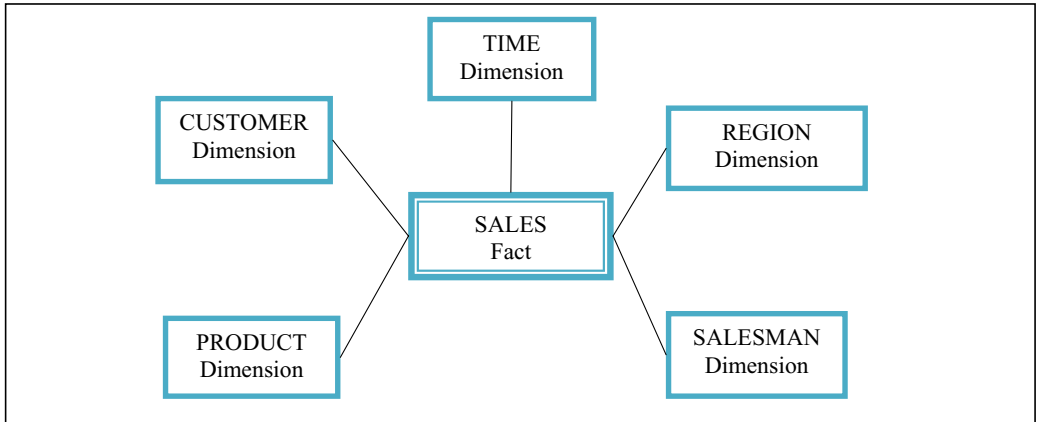 TIME
Dimension
CUSTOMER
Dimension
REGION
Dimension
SALES
Fact
PRODUCT
Dimension
SALESMAN
Dimension